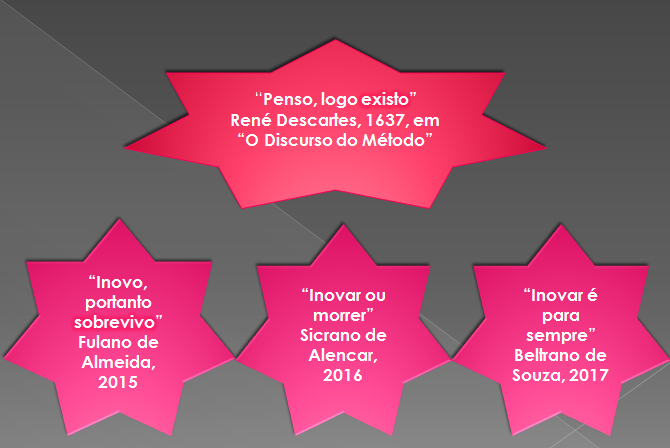 “Penso, logo existo”
René Descartes, 1637, em
“O Discurso do Método”
“Inovo,
portanto
sobrevivo”
Fulano de
Almeida,
2015
“Inovar ou
morrer”
Sicrano de
Alencar,
2016
“Inovar é
para
sempre”
Beltrano de
Souza, 2017